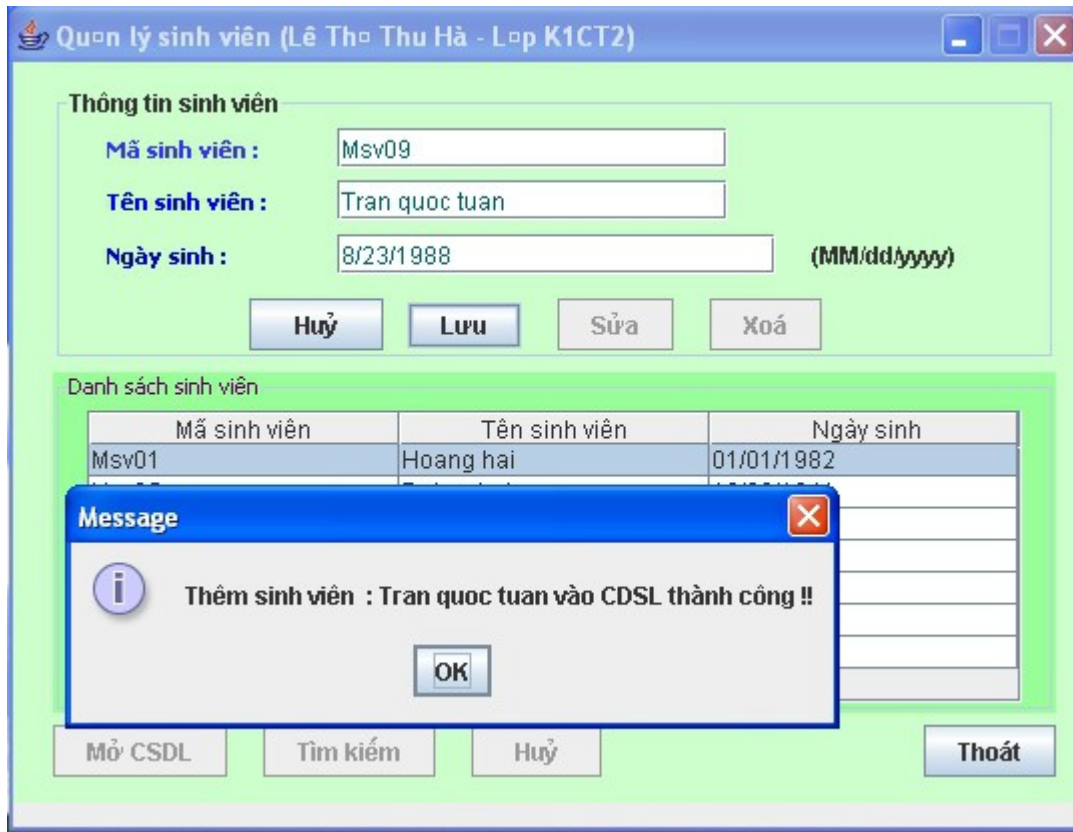 Qu¤n lý sinh viên (Lê Th¤ Thu Hà - L¤p K1CT2)
Thông tin sinh viên
Mã sinh viên : Msv09
Tên sinh viên : Tran quoc tuan
Ngày sinh : 8/23/1988 (MM/dd/yyyy)
Huỷ Lưu Sửa Xoá
Danh sách sinh viên
Mã sinh viên Tên sinh viên Ngày sinh
Msv01 Hoang hai 01/01/1982
Message
Thêm sinh viên : Tran quoc tuan vào CDSL thành công !!
OK
Mở CSDL Tìm kiếm Huỷ Thoát